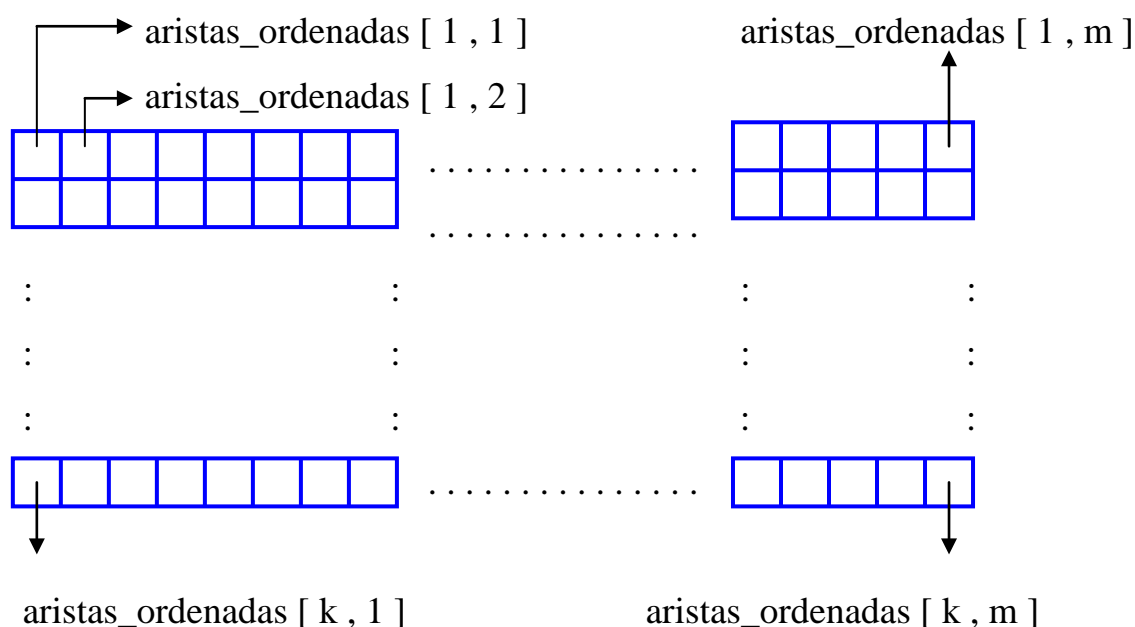 aristas_ordenadas [ 1 , 1 ]
aristas_ordenadas [ 1 , m ]
aristas_ordenadas [ 1 , 2 ]
. . . . . . . . . . . . . . .
. . . . . . . . . . . . . . .
: : : :
: : : :
: : : :
. . . . . . . . . . . . . . .
aristas_ordenadas [ k , 1 ]
aristas_ordenadas [ k , m ]